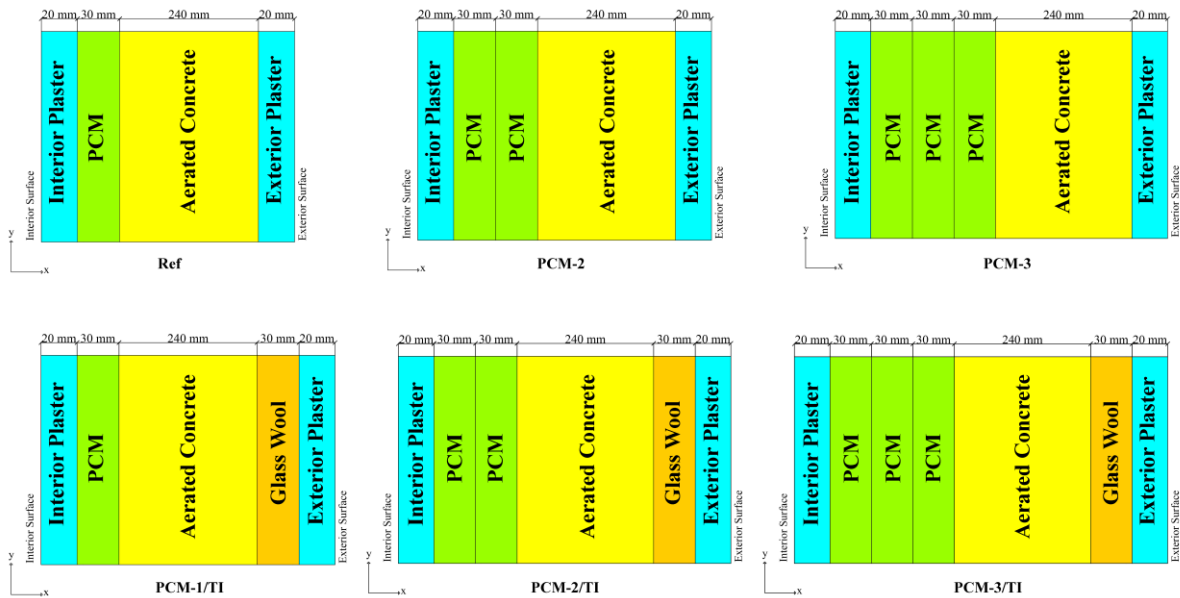 20 mm 30 mm 240 mm 20 mm
Interior Surface
Interior Plaster
PCM
Aerated Concrete
Exterior Plaster
Exterior Surface
y
x
Ref
20 mm 30 mm 30 mm 240 mm 20 mm
Interior Surface
Interior Plaster
PCM
PCM
Aerated Concrete
Exterior Plaster
Exterior Surface
y
x
PCM-2
20 mm 30 mm 30 mm 30 mm 240 mm 20 mm
Interior Surface
Interior Plaster
PCM
PCM
PCM
Aerated Concrete
Exterior Plaster
Exterior Surface
y
x
PCM-3
20 mm 30 mm 240 mm 30 mm 20 mm
Interior Surface
Interior Plaster
PCM
Aerated Concrete
Glass Wool
Exterior Plaster
Exterior Surface
y
x
PCM-1/TI
20 mm 30 mm 30 mm 240 mm 30 mm 20 mm
Interior Surface
Interior Plaster
PCM
PCM
Aerated Concrete
Glass Wool
Exterior Plaster
Exterior Surface
y
x
PCM-2/TI
20 mm 30 mm 30 mm 30 mm 240 mm 30 mm 20 mm
Interior Surface
Interior Plaster
PCM
PCM
PCM
Aerated Concrete
Glass Wool
Exterior Plaster
Exterior Surface
y
x
PCM-3/TI